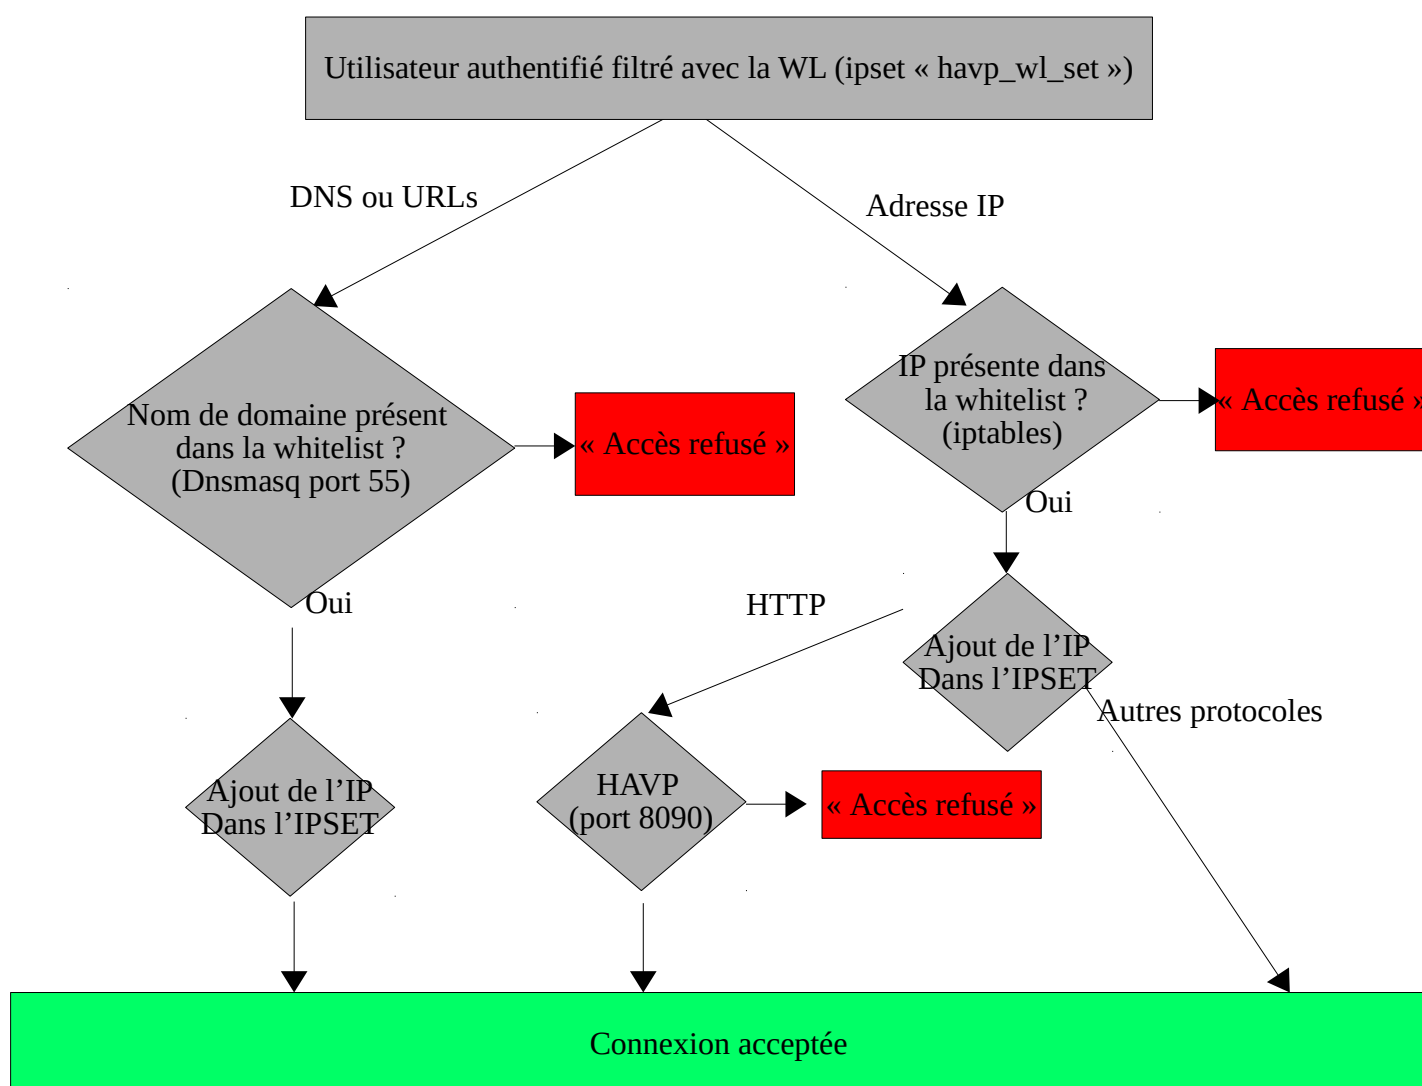 Utilisateur authentifié filtré avec la WL (ipset « havp_wl_set »)
DNS ou URLs
Adresse IP
Nom de domaine présent
dans la whitelist ?
(Dnsmasq port 55)
« Accès refusé »
IP présente dans
la whitelist ?
(iptables)
« Accès refusé »
Oui
Oui
HTTP
Ajout de l’IP
Dans l’IPSET
Autres protocoles
Ajout de l’IP
Dans l’IPSET
HAVP
(port 8090)
« Accès refusé »
Connexion acceptée